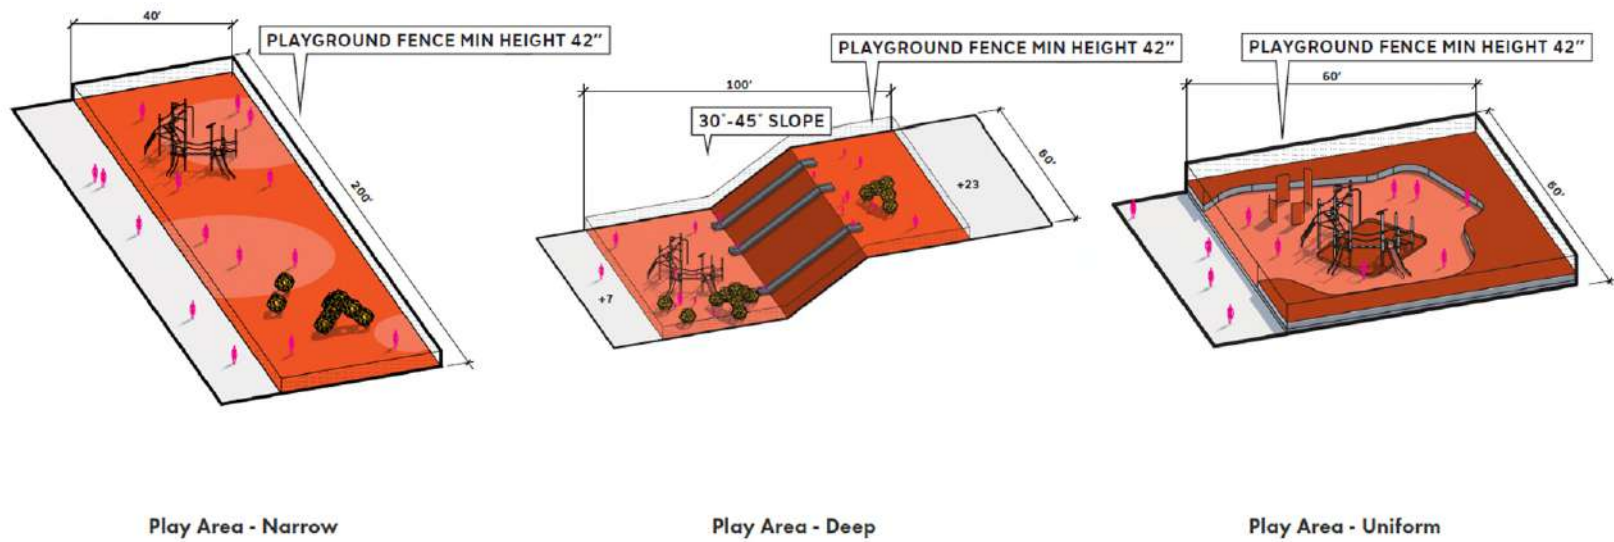 40'
PLAYGROUND FENCE MIN HEIGHT 42"
200'
Play Area - Narrow
PLAYGROUND FENCE MIN HEIGHT 42"
100'
30˚-45˚ SLOPE
60'
+23
+7
Play Area - Deep
PLAYGROUND FENCE MIN HEIGHT 42"
60'
60'
Play Area - Uniform